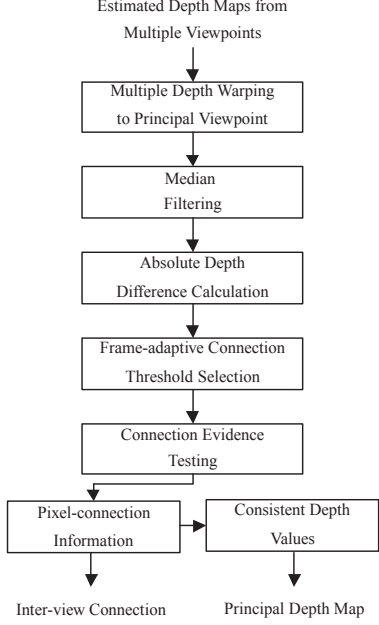 Estimated Depth Maps from
Multiple Viewpoints
Multiple Depth Warping
to Principal Viewpoint
Median
Filtering
Absolute Depth
Difference Calculation
Frame-adaptive Connection
Threshold Selection
Connection Evidence
Testing
Pixel-connection
Information
Consistent Depth
Values
Inter-view Connection
Principal Depth Map